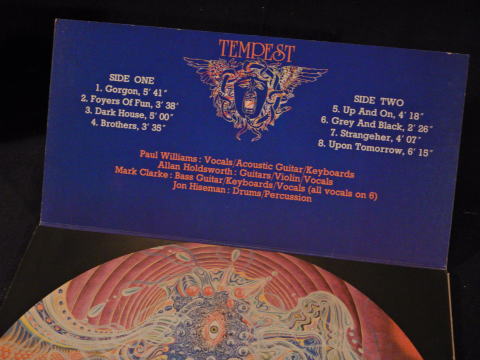 TEMPEST
SIDE ONE
1. Gorgon, 5' 41"
2. Foyers Of Fun, 3' 38"
3. Dark House, 5' 00"
4. Brothers, 3' 35"
SIDE TWO
5. Up And On, 4' 18"
6. Grey And Black, 2' 26"
7. Strangeher, 4' 07"
8. Upon Tomorrow, 6' 15"
Paul Williams : Vocals/Acoustic Guitar/Keyboards
Allan Holdsworth : Guitars/Violin/Vocals
Mark Clarke : Bass Guitar/Keyboards/Vocals (all vocals on 6)
Jon Hiseman : Drums/Percussion